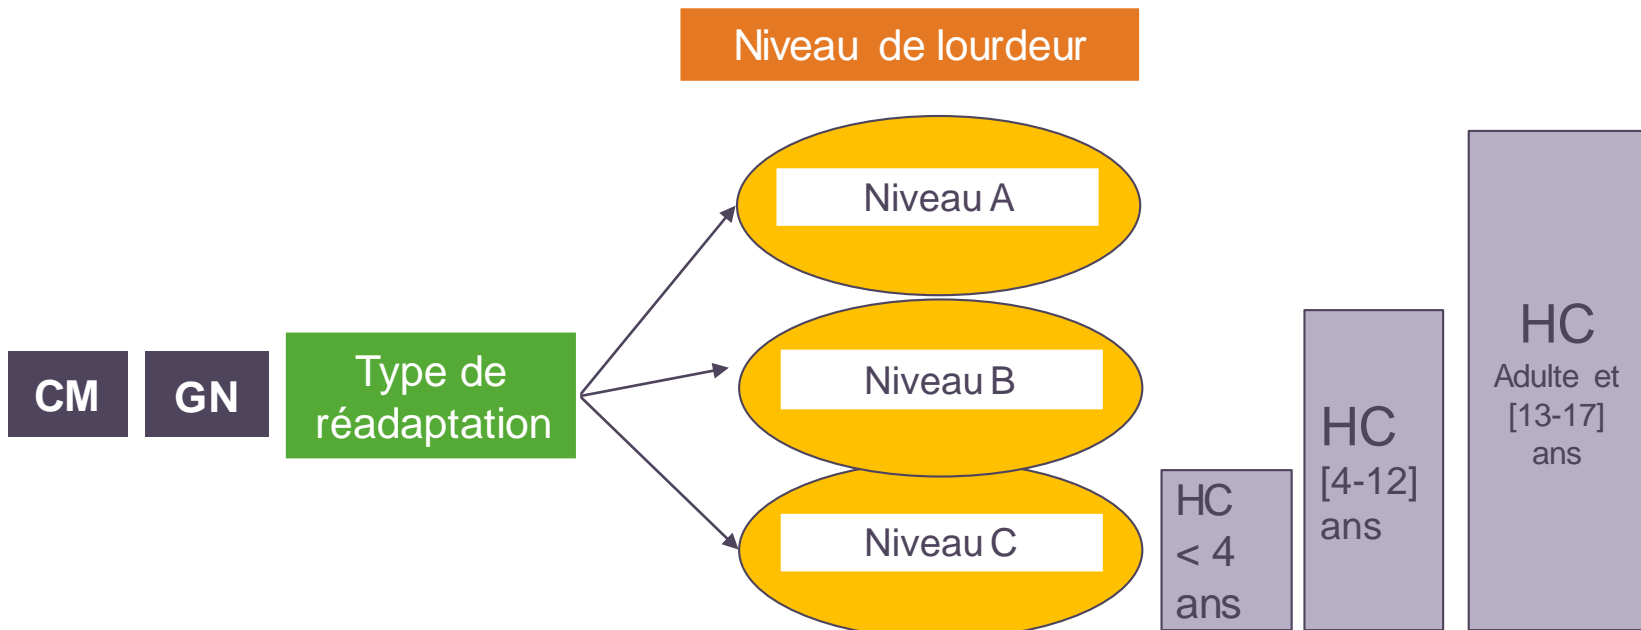 Niveau de lourdeur
Niveau A
Niveau B
Niveau C
CM
GN
Type de
réadaptation
HC
< 4
ans
HC
[4-12]
ans
HC
Adulte et
[13-17]
ans